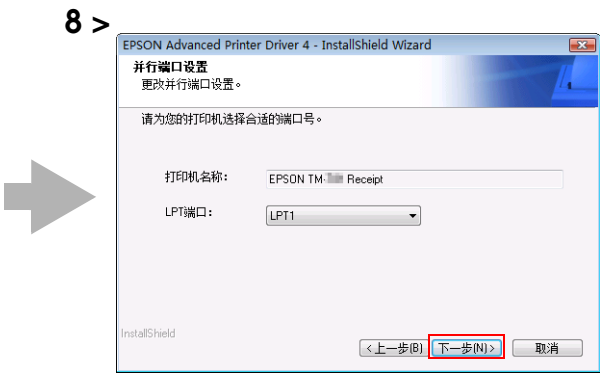 8 >
EPSON Advanced Printer Driver 4 - InstallShield Wizard
并行端口设置
更改并行端口设置。
请为您的打印机选择合适的端口号。
打印机名称： EPSON TM- Receipt
LPT端口： LPT1
InstallShield
<上一步(B) 下一步(N)> 取消